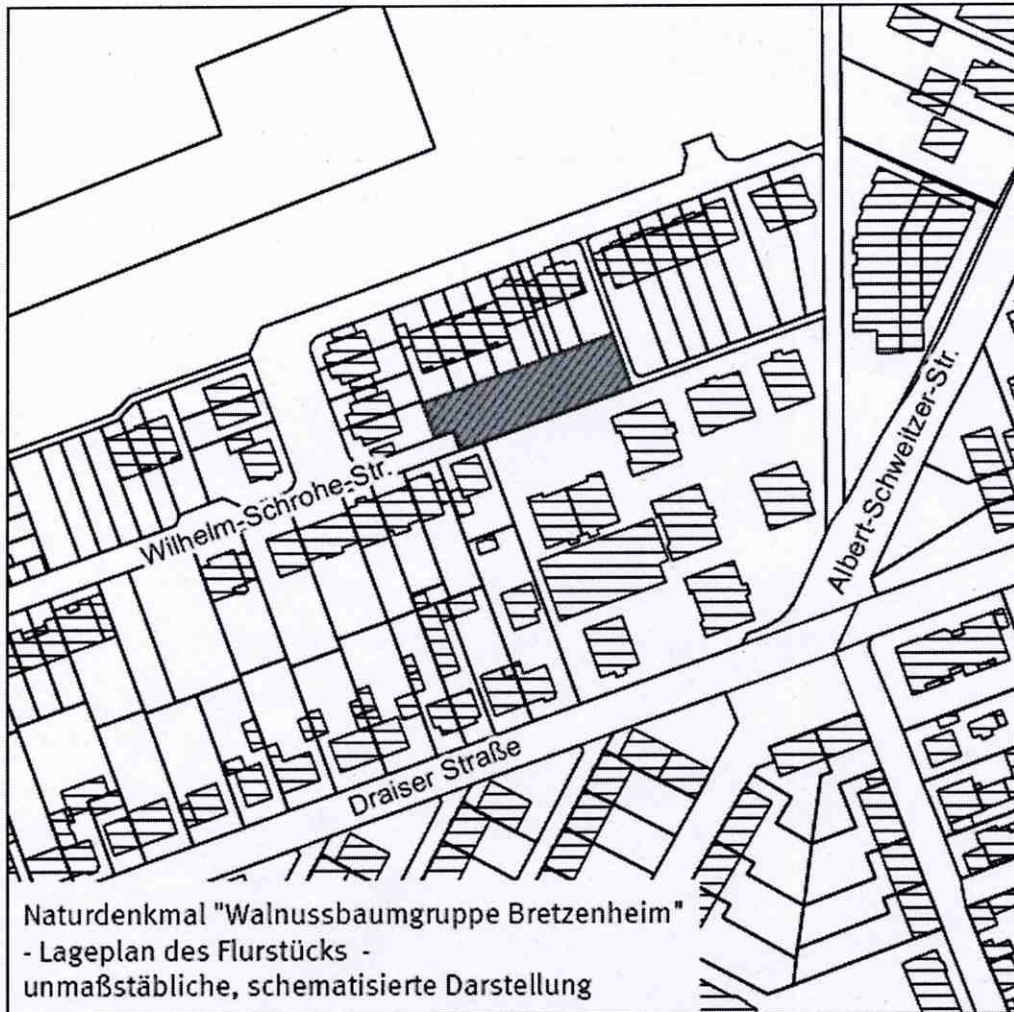 Wilhelm-Schrohe-Str.
Albert-Schweitzer-Str.
Draiser Straße
Naturdenkmal "Walnussbaumgruppe Bretzenheim"
- Lageplan des Flurstücks -
unmaßstäbliche, schematisierte Darstellung